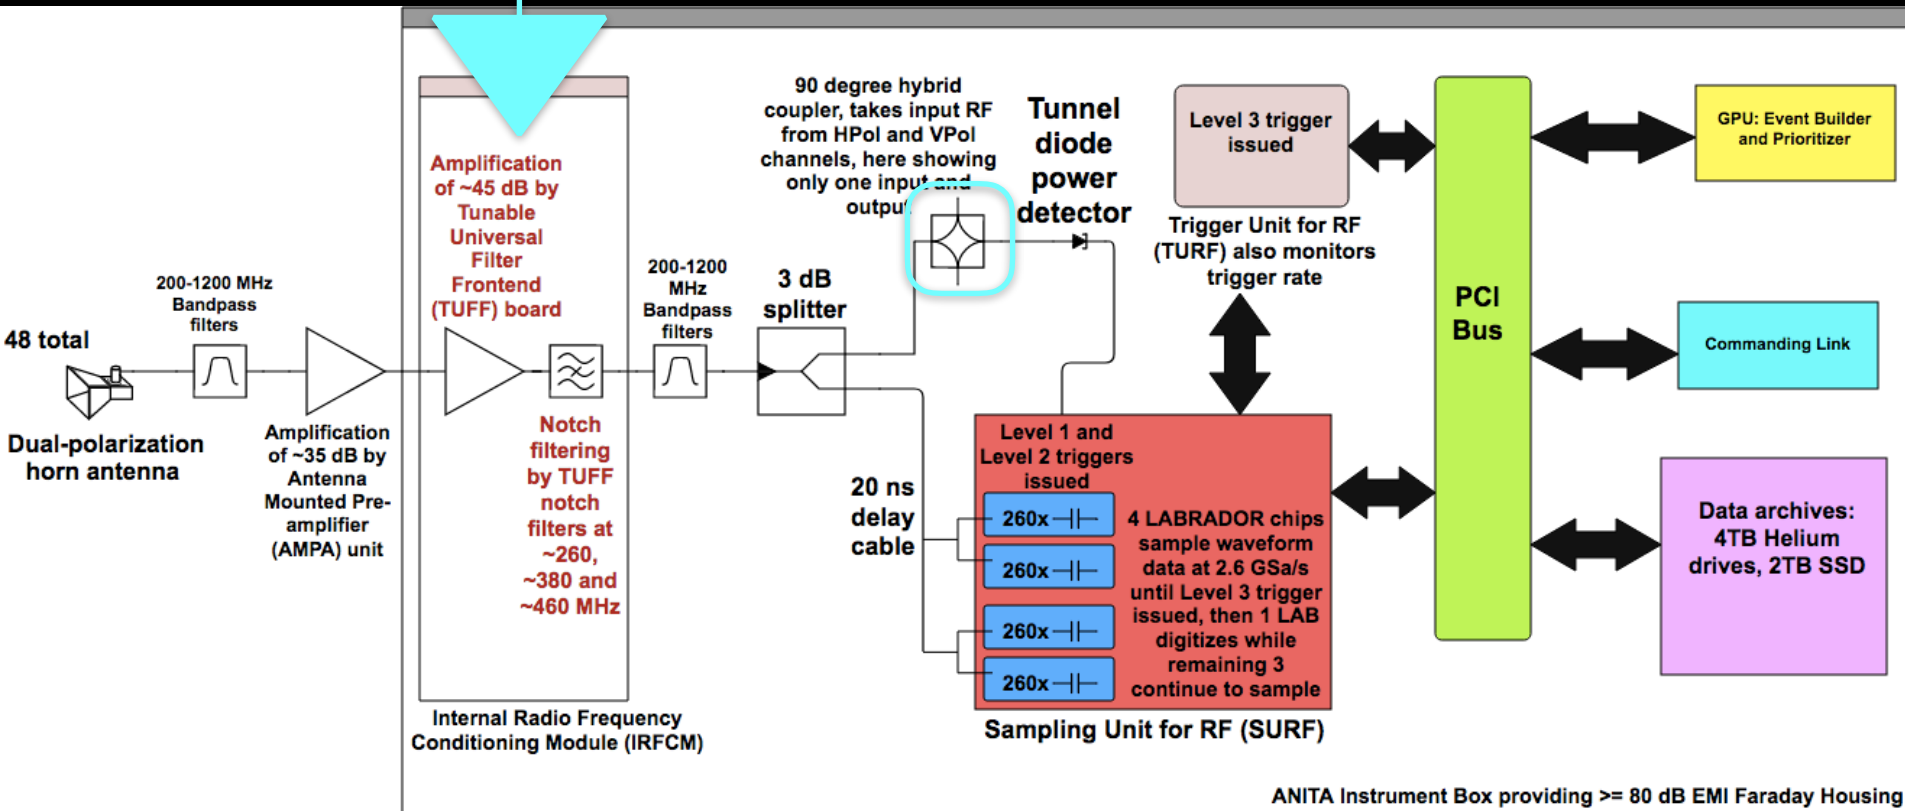 48 total
Dual-polarization
horn antenna
200-1200 MHz
Bandpass
filters
Amplification
of ~35 dB by
Antenna
Mounted Pre-
amplifier
(AMPA) unit
Amplification
of ~45 dB by
Tunable
Universal
Filter
Frontend
(TUFF) board
Notch
filtering
by TUFF
notch
filters at
~260,
~380 and
~460 MHz
Internal Radio Frequency
Conditioning Module (IRFCM)
200-1200
MHz
Bandpass
filters
3 dB
splitter
90 degree hybrid
coupler, takes input RF
from HPol and VPol
channels, here showing
only one input and
output
Tunnel
diode
power
detector
20 ns
delay
cable
Level 1 and
Level 2 triggers
issued
260x
260x
260x
260x
4 LABRADOR chips
sample waveform
data at 2.6 GSa/s
until Level 3 trigger
issued, then 1 LAB
digitizes while
remaining 3
continue to sample
Sampling Unit for RF (SURF)
Level 3 trigger
issued
Trigger Unit for RF
(TURF) also monitors
trigger rate
PCI
Bus
GPU: Event Builder
and Prioritizer
Commanding Link
Data archives:
4TB Helium
drives, 2TB SSD
ANITA Instrument Box providing >= 80 dB EMI Faraday Housing